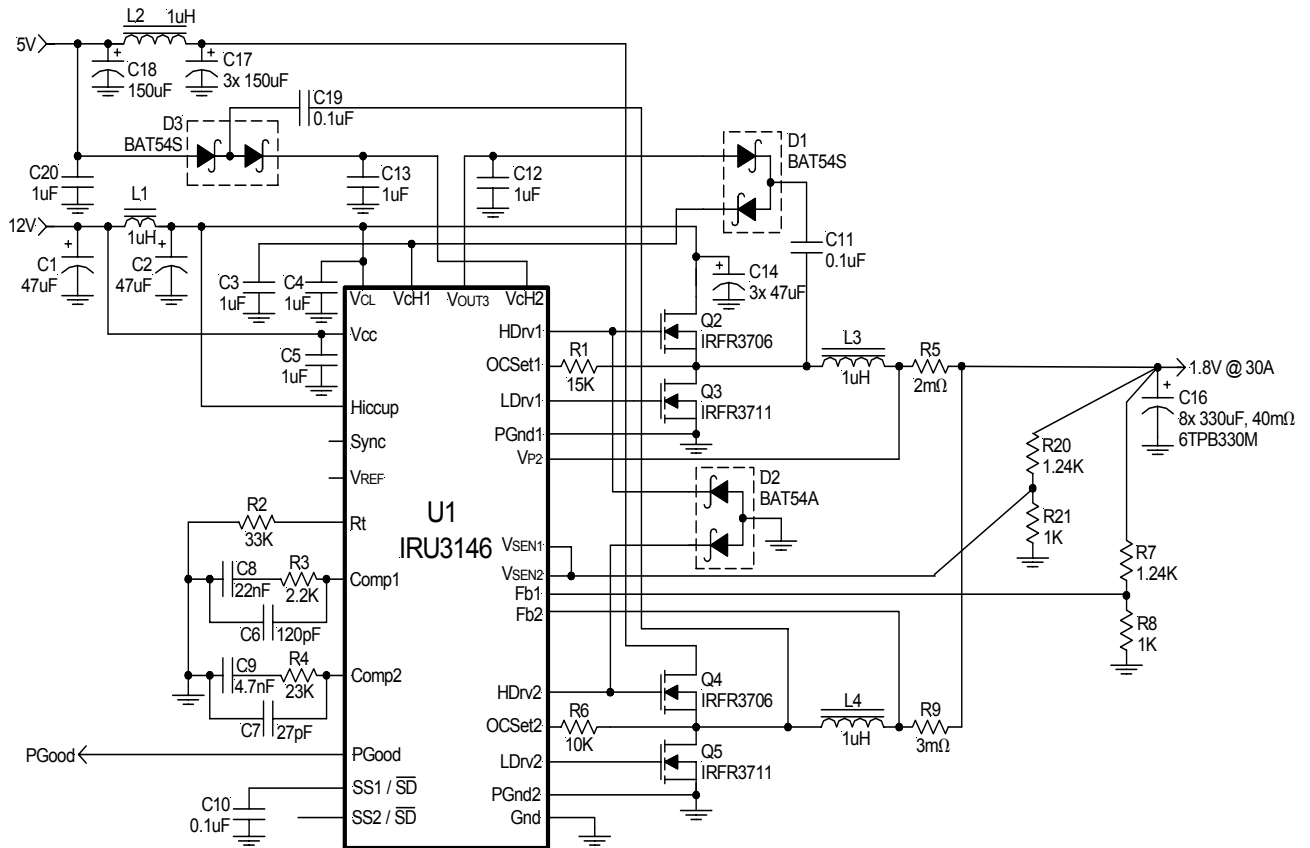 L2 1uH
5V
C18
150uF
C17
3x 150uF
C19
0.1uF
D3
BAT54S
D1
BAT54S
C20
1uF
C13
1uF
C12
1uF
L1
1uH
12V
C1
47uF
C2
47uF
C3
1uF
C4
1uF
C11
0.1uF
C14
3x 47uF
VCL
VcH1
VOUT3
VcH2
Vcc
C5
1uF
Hiccup
Sync
VREF
Rt
R2
33K
C8
22nF
R3
2.2K
Comp1
C6 120pF
C9
4.7nF
R4
23K
Comp2
C7 27pF
PGood
PGood
SS1 / SD
SS2 / SD
C10
0.1uF
U1
IRU3146
HDrv1
OCSet1
LDrv1
PGnd1
VP2
VSEN1
VSEN2
Fb1
Fb2
HDrv2
OCSet2
LDrv2
PGnd2
Gnd
R1
15K
Q2
IRFR3706
Q3
IRFR3711
L3
1uH
R5
2mΩ
1.8V @ 30A
C16
8x 330uF, 40mΩ
6TPB330M
R20
1.24K
R21
1K
D2
BAT54A
R7
1.24K
R8
1K
Q4
IRFR3706
R6
10K
Q5
IRFR3711
L4
1uH
R9
3mΩ